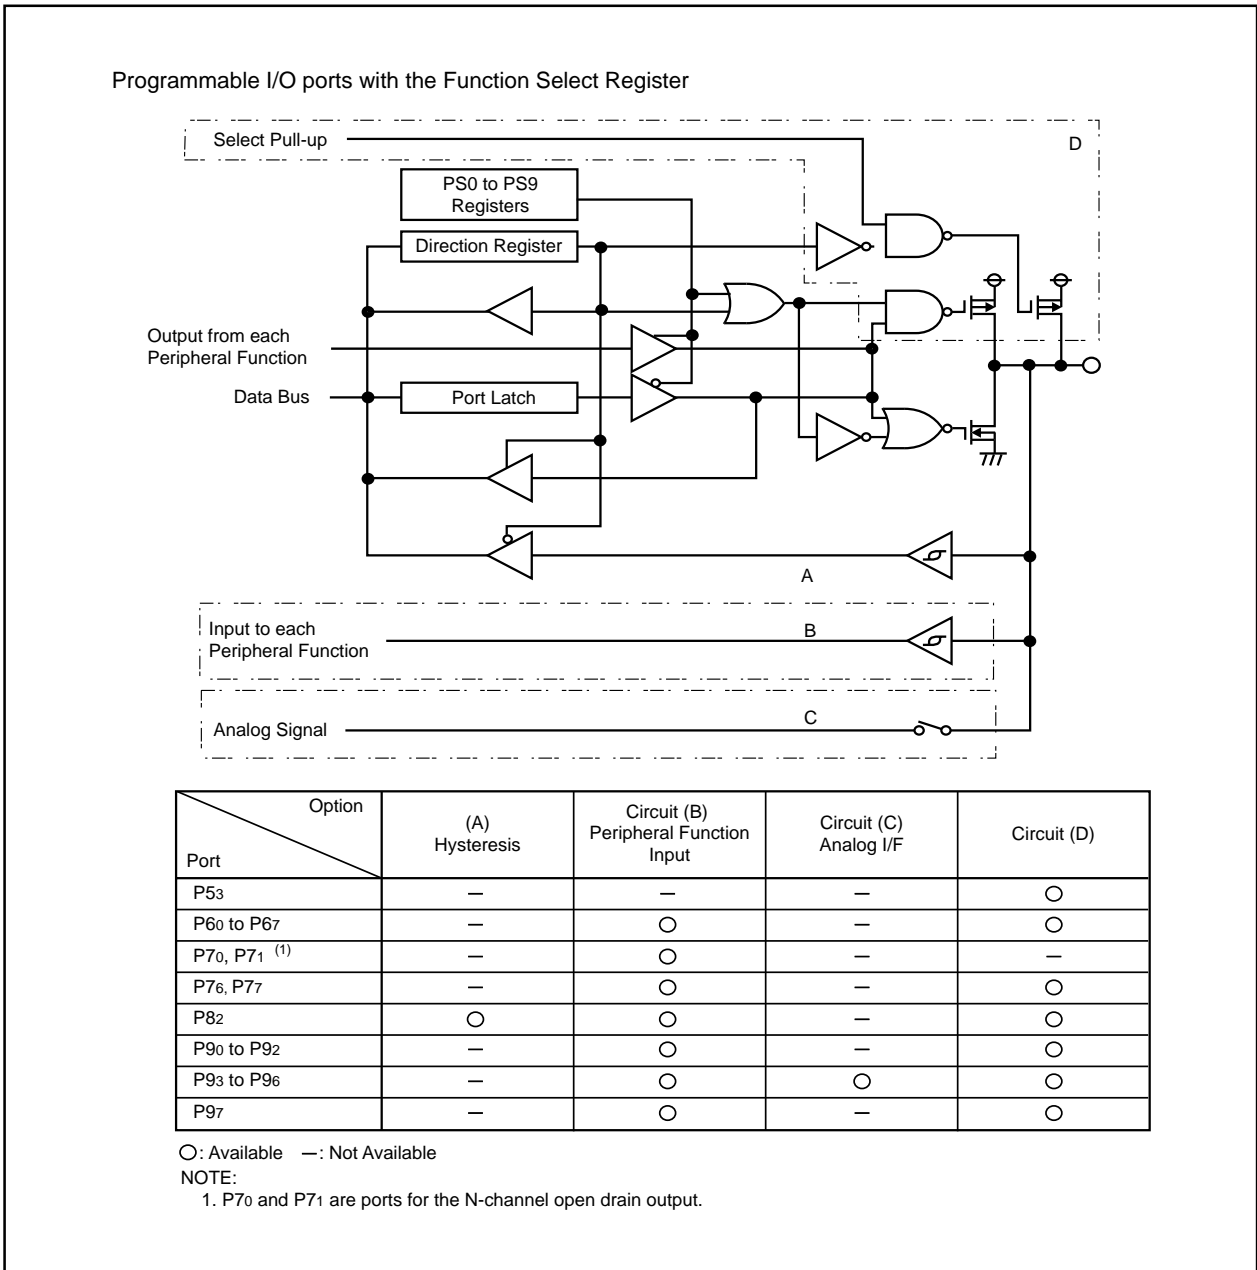 Programmable I/O ports with the Function Select Register
Select Pull-up
D
PS0 to PS9
Registers
Direction Register
Output from each
Peripheral Function
Data Bus
Port Latch
A
Input to each
Peripheral Function
B
Analog Signal
C
Option
Port
(A)
Hysteresis
Circuit (B)
Peripheral Function
Input
Circuit (C)
Analog I/F
Circuit (D)
P53 – – – ○
P60 to P67 – ○ – ○
P70, P71 (1) – ○ – –
P76, P77 – ○ – ○
P82 ○ ○ – ○
P90 to P92 – ○ – ○
P93 to P96 – ○ ○ ○
P97 – ○ – ○
○: Available –: Not Available
NOTE:
1. P70 and P71 are ports for the N-channel open drain output.